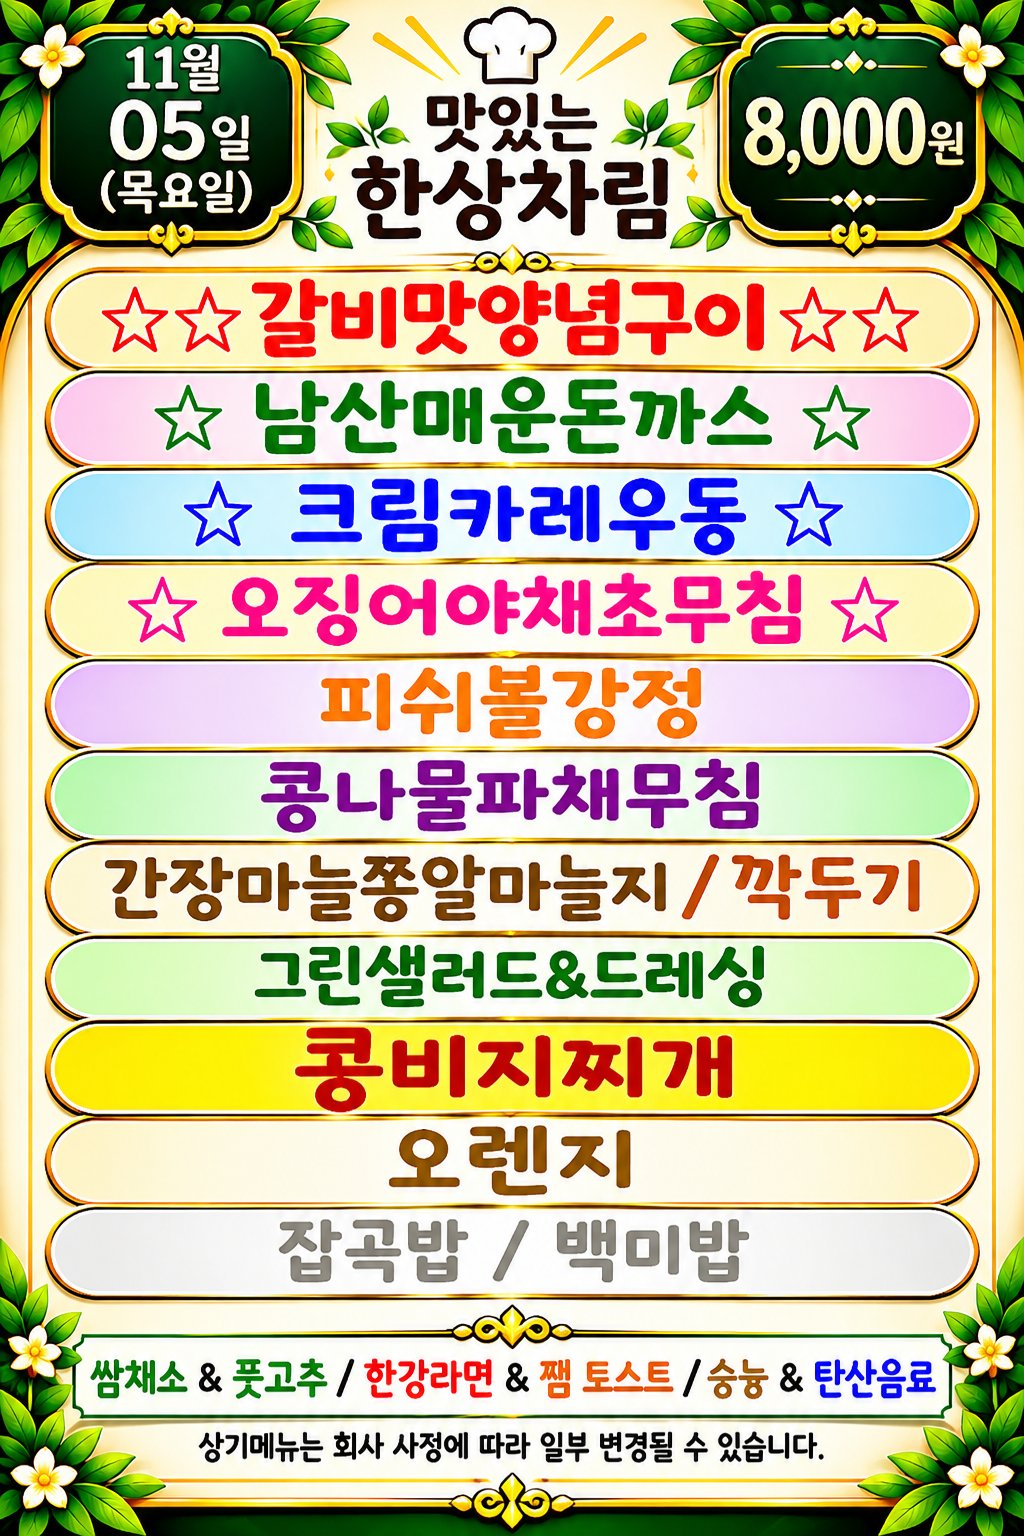 11월
05일
(목요일)
맛있는
한상차림
8,000원
☆☆ 갈비맛양념구이 ☆☆
☆ 남산매운돈까스 ☆
☆ 크림카레우동 ☆
☆ 오징어야채초무침 ☆
피쉬볼강정
콩나물파채무침
간장마늘쫑알마늘지 / 깍두기
그린샐러드&드레싱
콩비지찌개
오렌지
잡곡밥 / 백미밥
쌈채소 & 풋고추 / 한강라면 & 쨈 토스트 / 숭늉 & 탄산음료
상기메뉴는 회사 사정에 따라 일부 변경될 수 있습니다.